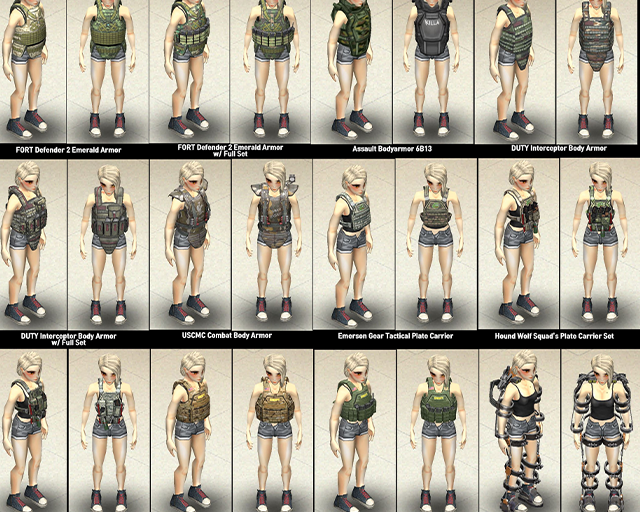 KILLA
FORT Defender 2 Emerald Armor
FORT Defender 2 Emerald Armor
w/ Full Set
Assault Bodyarmor 6B13
DUTY Interceptor Body Armor
DUTY Interceptor Body Armor
w/ Full Set
USCMC Combat Body Armor
Emerson Gear Tactical Plate Carrier
Hound Wolf Squad's Plate Carrier Set